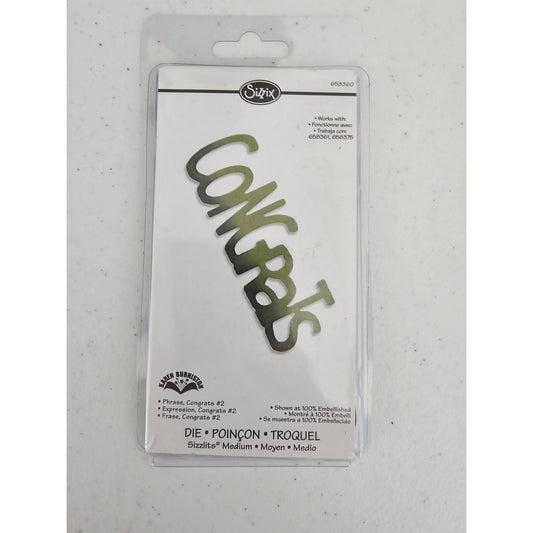 Sizzix
658360
• Works with:
• Fonctionne avec:
• Trabaja con:
658361, 658375
CONGRATS
KAREN BURNISTON
• Phrase, Congrats #2
• Expression, Congrats #2
• Frase, Congrats #2
• Shown at 100% Embellished
• Montré à 100% Embelli
• Se muestra a 100% Embellecido
DIE • POINÇON • TROQUEL
Sizzlits® Medium • Moyen • Medio